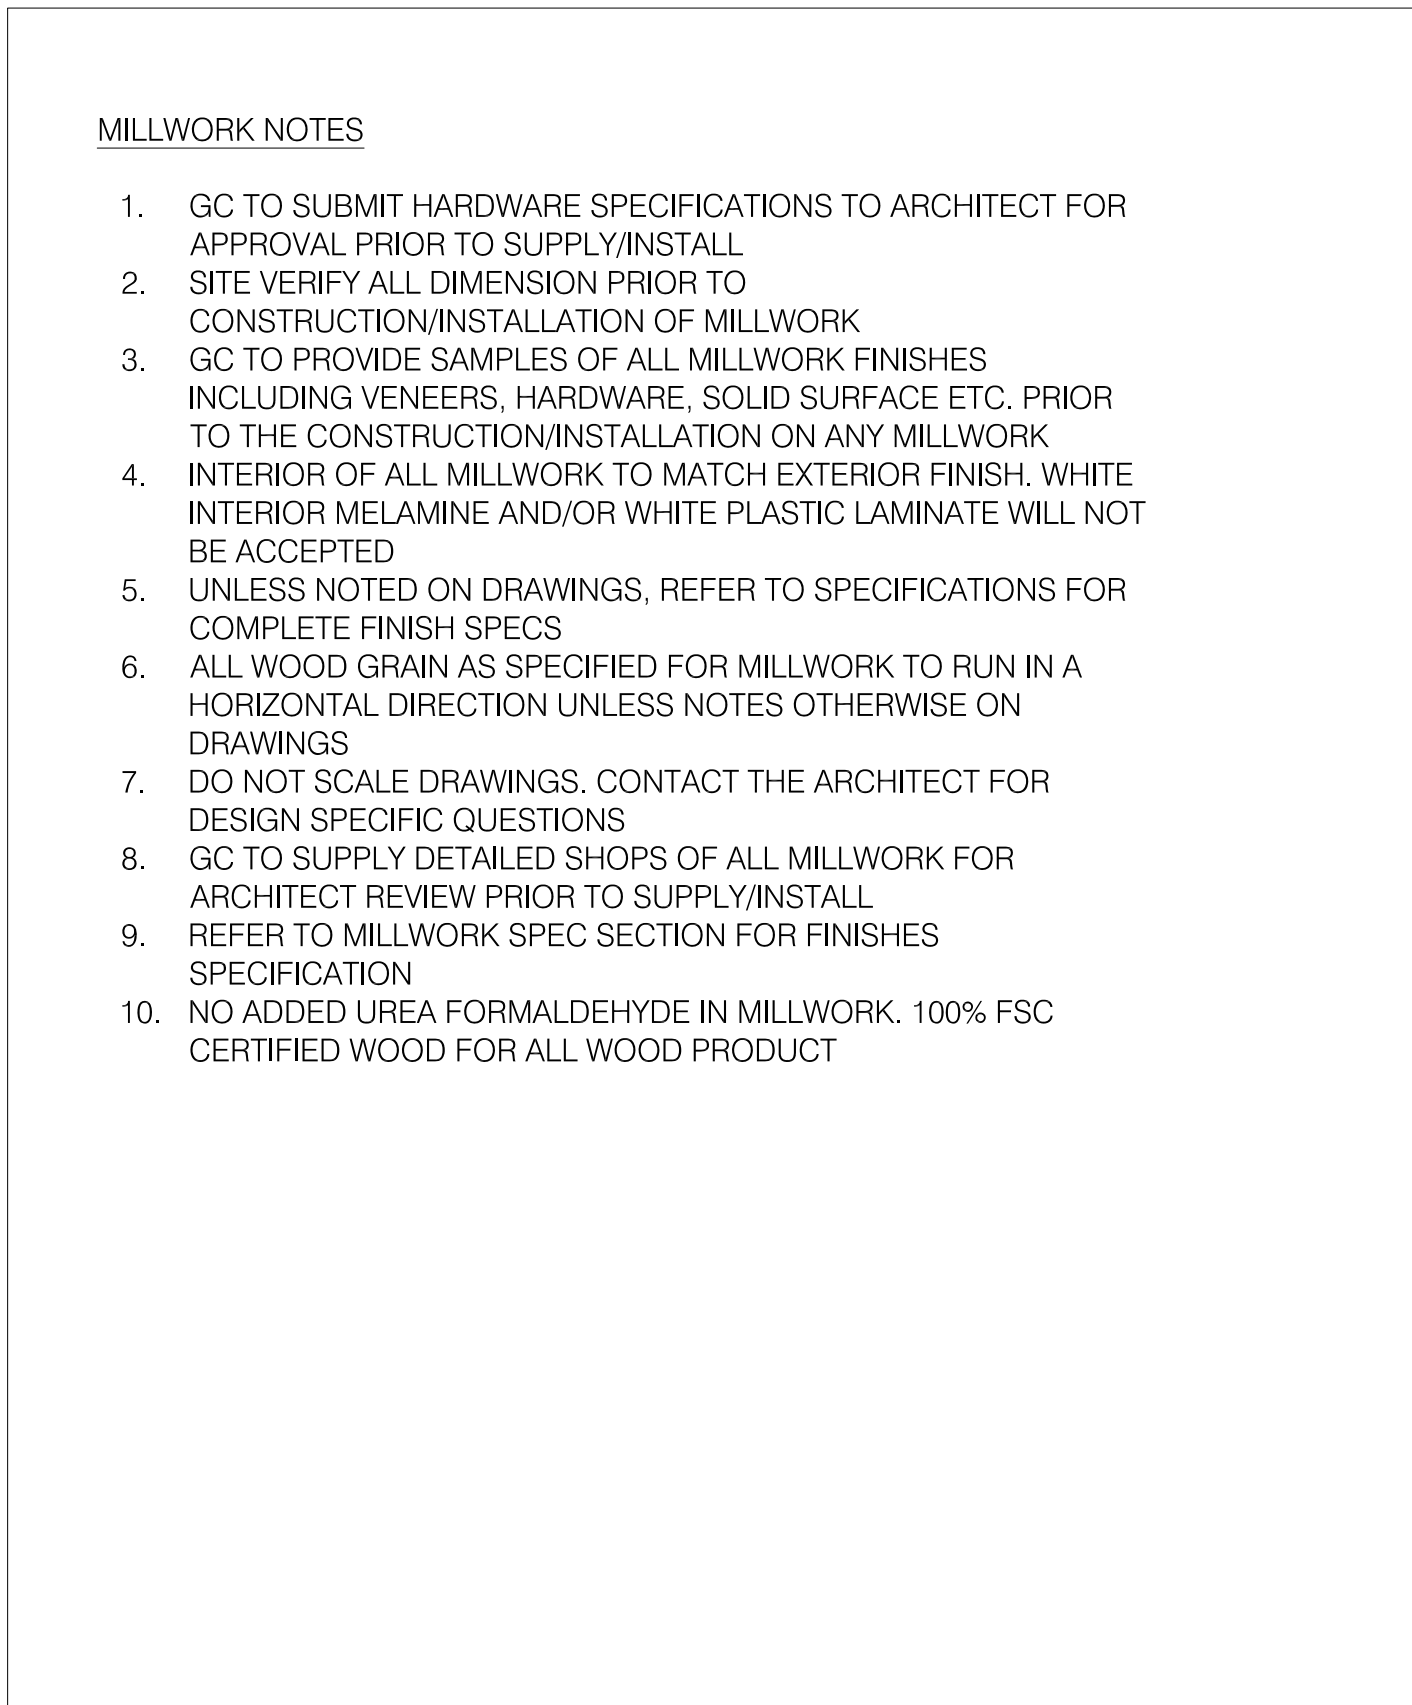 MILLWORK NOTES
1. GC TO SUBMIT HARDWARE SPECIFICATIONS TO ARCHITECT FOR
APPROVAL PRIOR TO SUPPLY/INSTALL
2. SITE VERIFY ALL DIMENSION PRIOR TO
CONSTRUCTION/INSTALLATION OF MILLWORK
3. GC TO PROVIDE SAMPLES OF ALL MILLWORK FINISHES
INCLUDING VENEERS, HARDWARE, SOLID SURFACE ETC. PRIOR
TO THE CONSTRUCTION/INSTALLATION ON ANY MILLWORK
4. INTERIOR OF ALL MILLWORK TO MATCH EXTERIOR FINISH. WHITE
INTERIOR MELAMINE AND/OR WHITE PLASTIC LAMINATE WILL NOT
BE ACCEPTED
5. UNLESS NOTED ON DRAWINGS, REFER TO SPECIFICATIONS FOR
COMPLETE FINISH SPECS
6. ALL WOOD GRAIN AS SPECIFIED FOR MILLWORK TO RUN IN A
HORIZONTAL DIRECTION UNLESS NOTES OTHERWISE ON
DRAWINGS
7. DO NOT SCALE DRAWINGS. CONTACT THE ARCHITECT FOR
DESIGN SPECIFIC QUESTIONS
8. GC TO SUPPLY DETAILED SHOPS OF ALL MILLWORK FOR
ARCHITECT REVIEW PRIOR TO SUPPLY/INSTALL
9. REFER TO MILLWORK SPEC SECTION FOR FINISHES
SPECIFICATION
10. NO ADDED UREA FORMALDEHYDE IN MILLWORK. 100% FSC
CERTIFIED WOOD FOR ALL WOOD PRODUCT